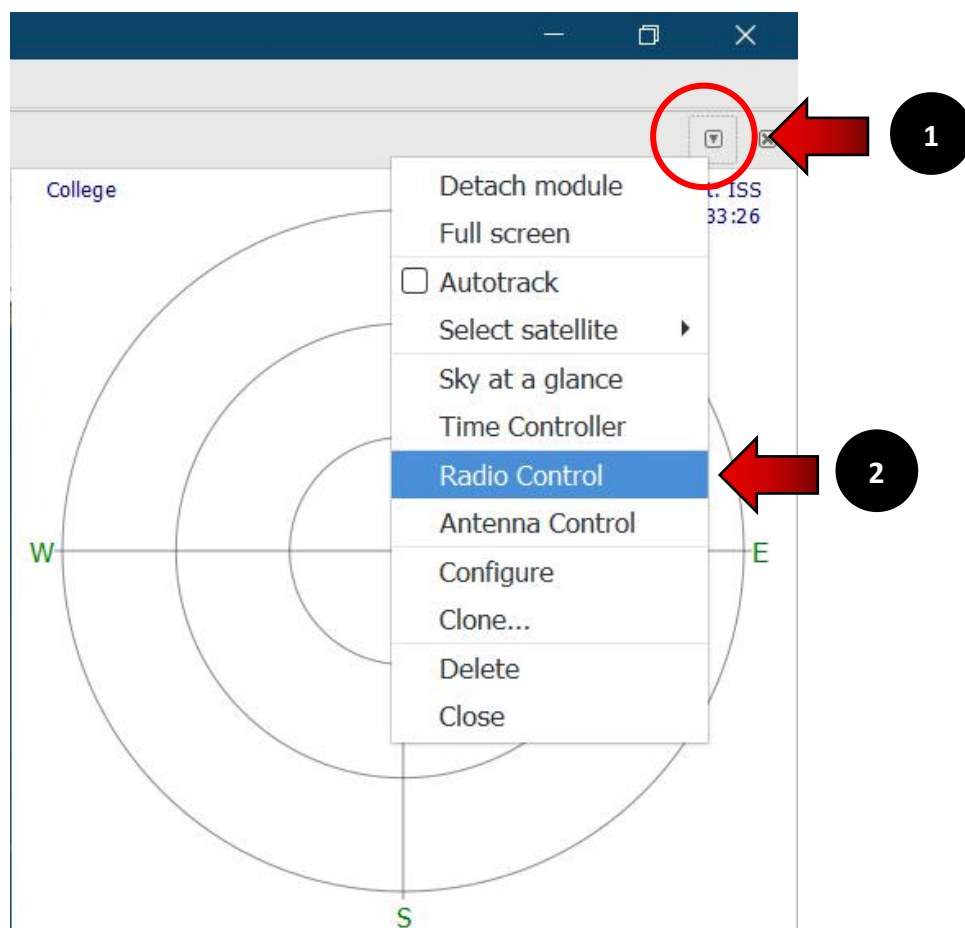 1
College
t. ISS
33:26
Detach module
Full screen
Autotrack
Select satellite
Sky at a glance
Time Controller
Radio Control
2
Antenna Control
W
E
Configure
Clone...
Delete
Close
S